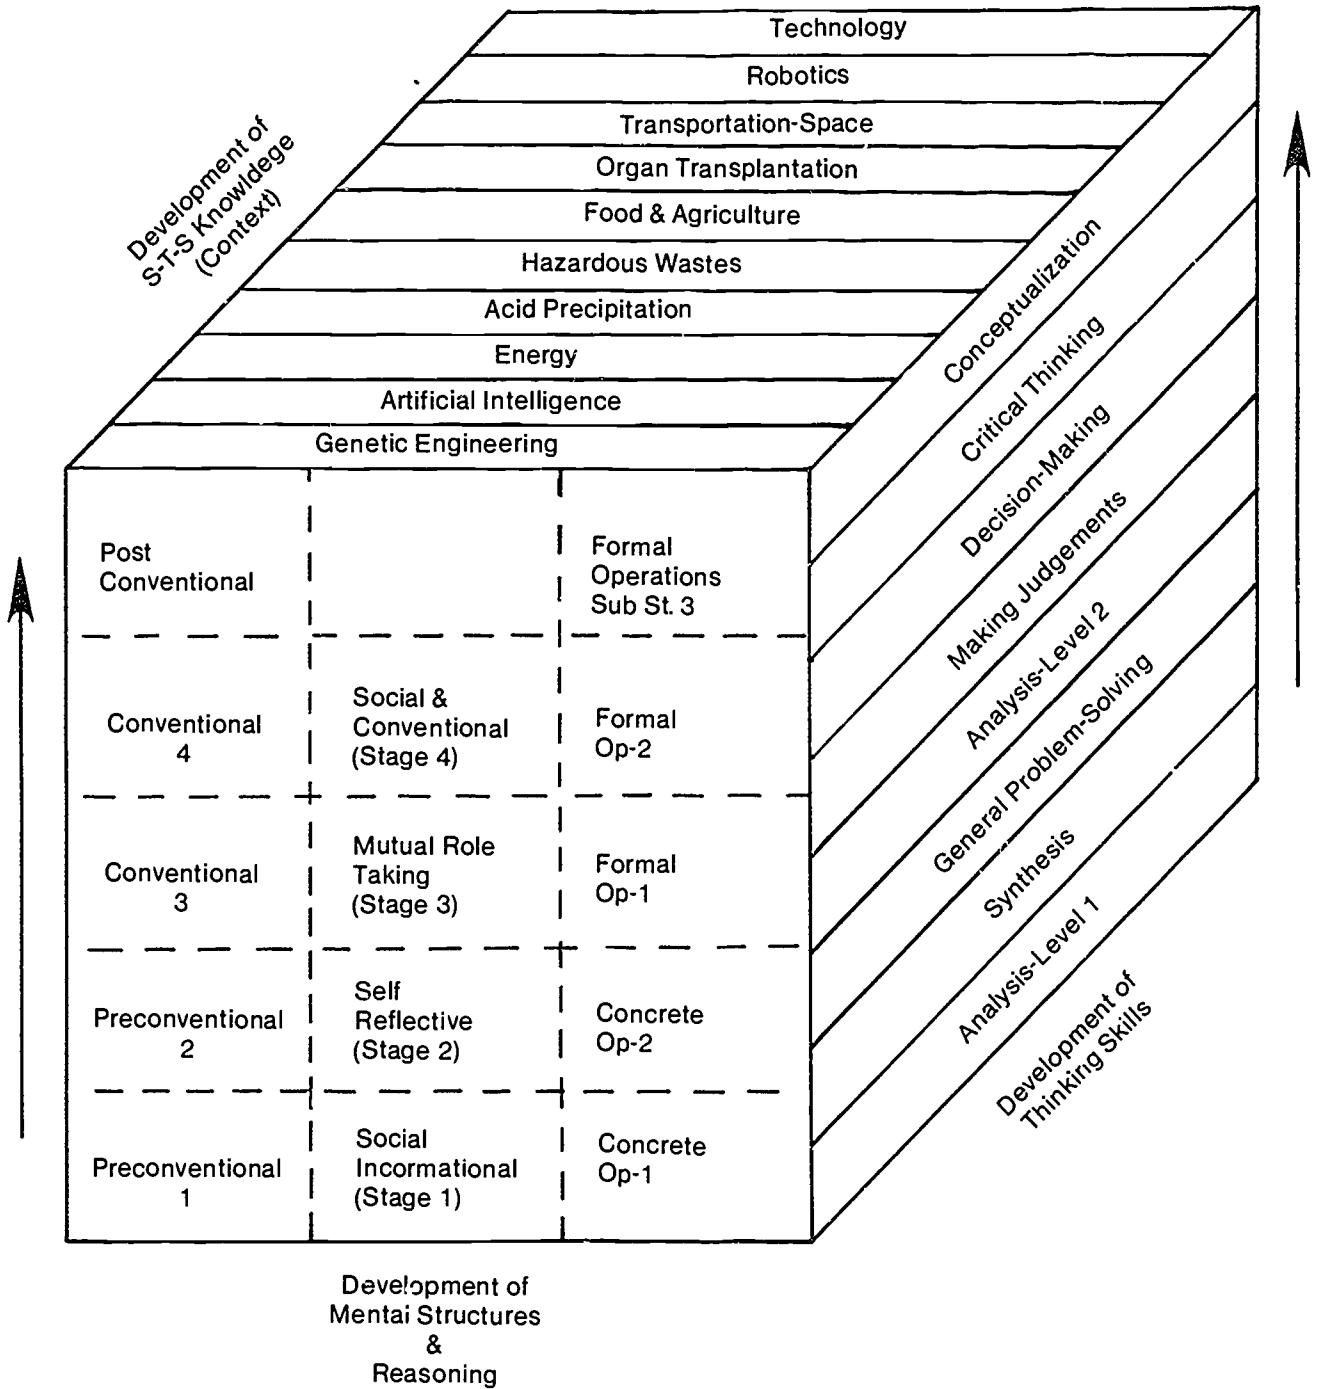 Technology
Robotics
Transportation-Space
Organ Transplantation
Food & Agriculture
Hazardous Wastes
Acid Precipitation
Energy
Artificial Intelligence
Genetic Engineering
Development of
S-T-S Knowldege
(Context)
Conceptualization
Critical Thinking
Decision-Making
Making Judgements
Analysis-Level 2
General Problem-Solving
Synthesis
Analysis-Level 1
Development of
Thinking Skills
Post
Conventional
Formal
Operations
Sub St. 3
Conventional
4
Social &
Conventional
(Stage 4)
Formal
Op-2
Conventional
3
Mutual Role
Taking
(Stage 3)
Formal
Op-1
Preconventional
2
Self
Reflective
(Stage 2)
Concrete
Op-2
Preconventional
1
Social
Incormational
(Stage 1)
Concrete
Op-1
Development of
Mental Structures
&
Reasoning